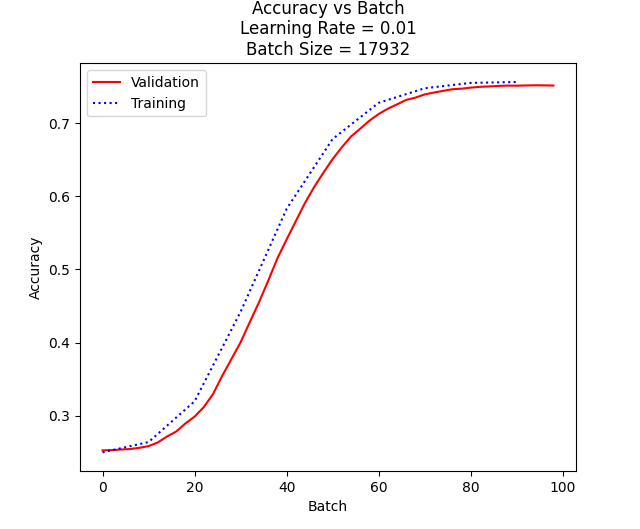 Accuracy vs Batch
Learning Rate = 0.01
Batch Size = 17932
Validation
Training
Accuracy
0.7
0.6
0.5
0.4
0.3
0 20 40 60 80 100
Batch